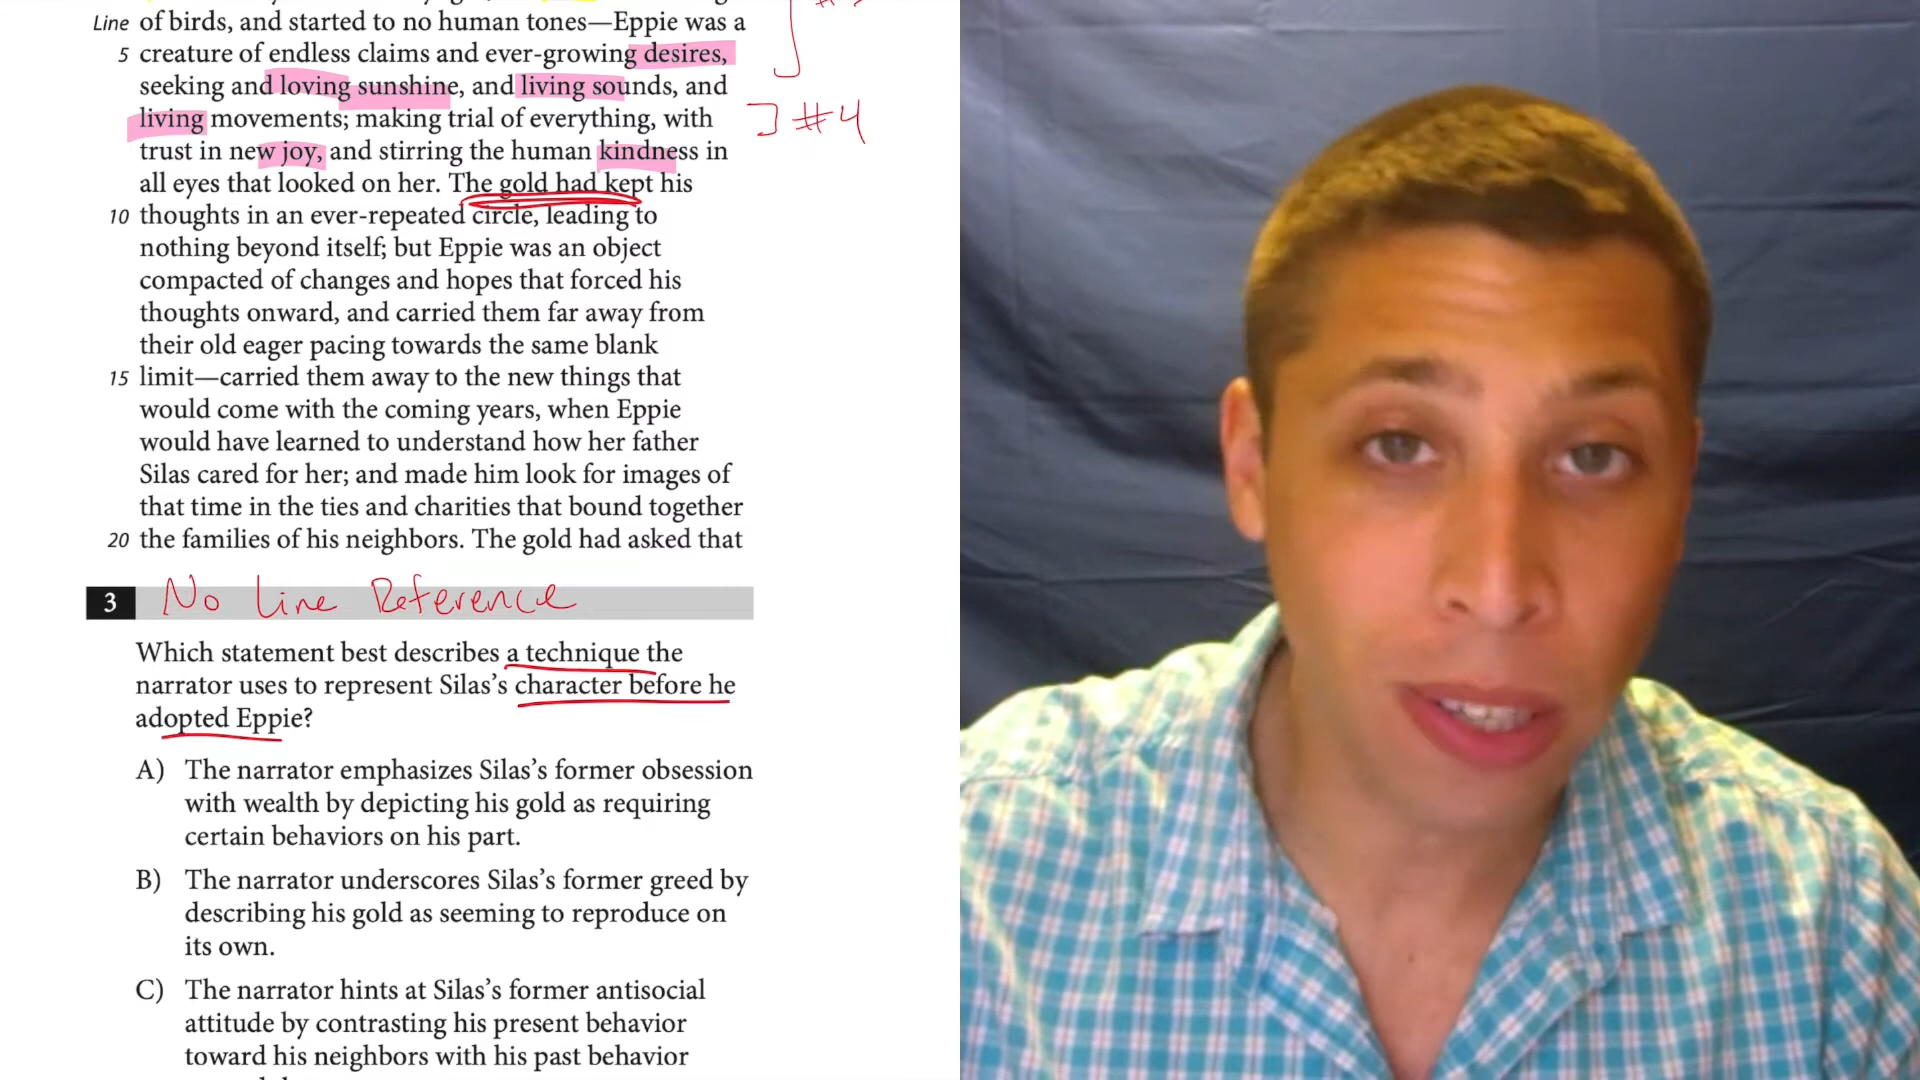 Line of birds, and started to no human tones—Eppie was a
5 creature of endless claims and ever-growing desires,
seeking and loving sunshine, and living sounds, and
living movements; making trial of everything, with
trust in new joy, and stirring the human kindness in
all eyes that looked on her. The gold had kept his
10 thoughts in an ever-repeated circle, leading to
nothing beyond itself; but Eppie was an object
compacted of changes and hopes that forced his
thoughts onward, and carried them far away from
their old eager pacing towards the same blank
15 limit—carried them away to the new things that
would come with the coming years, when Eppie
would have learned to understand how her father
Silas cared for her; and made him look for images of
that time in the ties and charities that bound together
the families of his neighbors. The gold had asked that
20
] #4
3 No Line Reference
Which statement best describes a technique the
narrator uses to represent Silas's character before he
adopted Eppie?
A) The narrator emphasizes Silas's former obsession
with wealth by depicting his gold as requiring
certain behaviors on his part.
B) The narrator underscores Silas's former greed by
describing his gold as seeming to reproduce on
its own.
C) The narrator hints at Silas's former antisocial
attitude by contrasting his present behavior
toward his neighbors with his past behavior